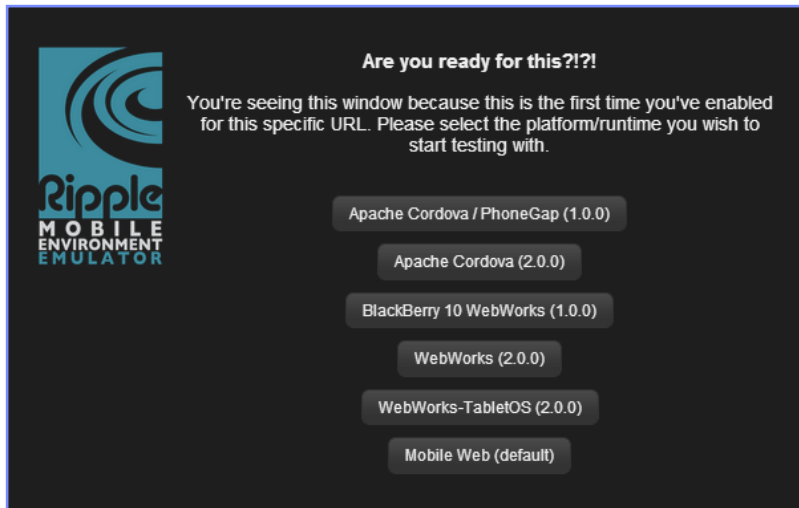 Are you ready for this?!?!
You're seeing this window because this is the first time you've enabled
for this specific URL. Please select the platform/runtime you wish to
start testing with.
Ripple
MOBILE
ENVIRONMENT
EMULATOR
Apache Cordova / PhoneGap (1.0.0)
Apache Cordova (2.0.0)
BlackBerry 10 WebWorks (1.0.0)
WebWorks (2.0.0)
WebWorks-TabletOS (2.0.0)
Mobile Web (default)